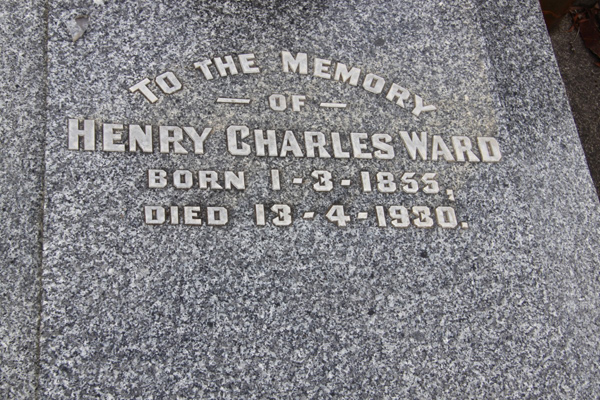 TO THE MEMORY
— OF —
HENRY CHARLES WARD
BORN 1-3-1855,
DIED 13-4-1930.